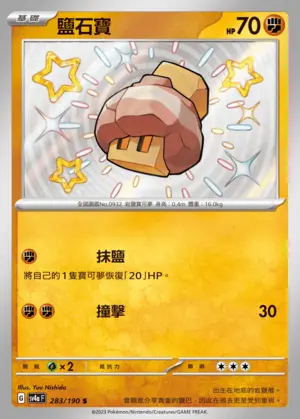 基礎 鹽石寶 HP 70
全國圖鑑No.0932 岩鹽寶可夢 身高：0.4m 體重：16.0kg
抹鹽
將自己的1隻寶可夢恢復「20」HP。
撞擊 30
弱點 ×2 抵抗力 撤退
Illus. Yuu Nishida
G sv4a F 283/190 S
©2023 Pokémon/Nintendo/Creatures/GAME FREAK.